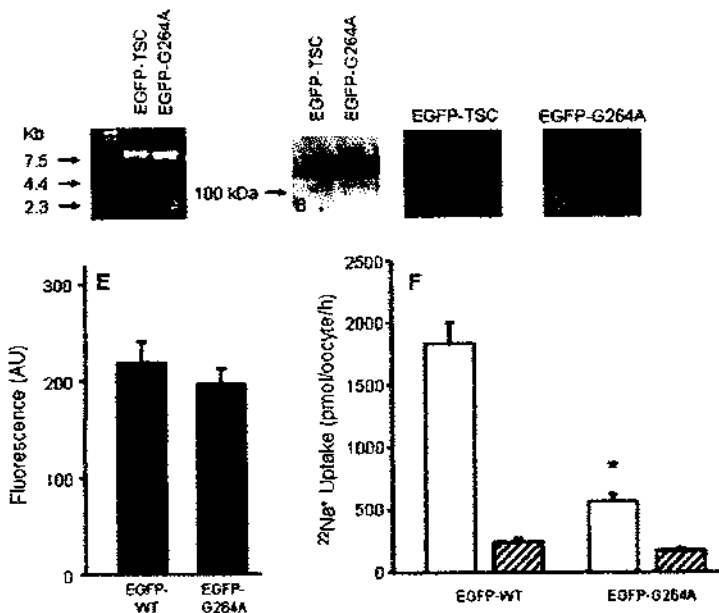 EGFP-TSC
EGFP-G264A
EGFP-TSC
EGFP-G264A
EGFP-TSC
EGFP-G264A
Kb
7.5
4.4
2.3
100 kDa
B
E
Fluorescence (AU)
300
200
100
0
EGFP-
WT
EGFP-
G264A
F
²²Na⁺ Uptake (pmol/oocyte/h)
2500
2000
1500
1000
500
0
*
EGFP-WT
EGFP-G264A